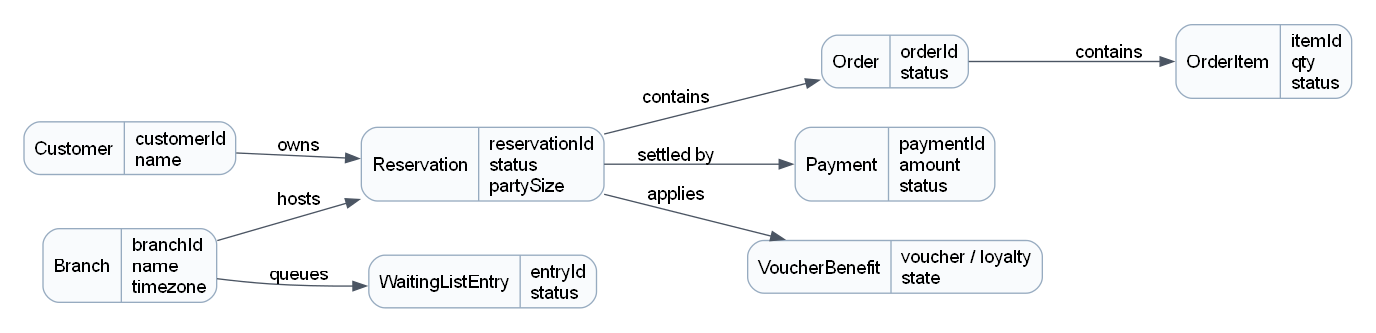 Customer
customerId
name
owns
Branch
branchId
name
timezone
hosts
queues
Reservation
reservationId
status
partySize
WaitingListEntry
entryId
status
contains
settled by
applies
Order
orderId
status
contains
OrderItem
itemId
qty
status
Payment
paymentId
amount
status
VoucherBenefit
voucher / loyalty
state